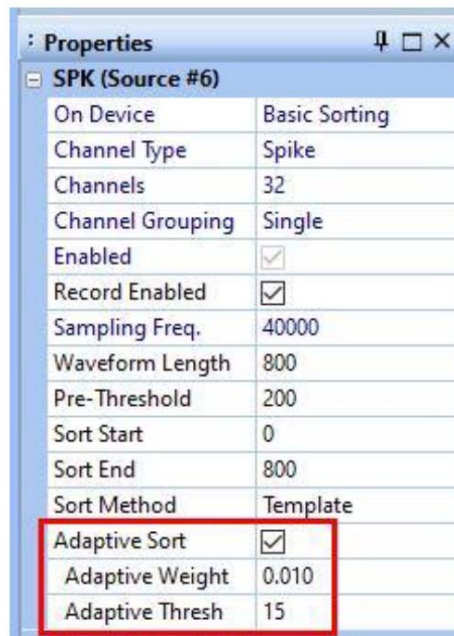 Properties
SPK (Source #6)
On Device Basic Sorting
Channel Type Spike
Channels 32
Channel Grouping Single
Enabled
Record Enabled
Sampling Freq. 40000
Waveform Length 800
Pre-Threshold 200
Sort Start 0
Sort End 800
Sort Method Template
Adaptive Sort
Adaptive Weight 0.010
Adaptive Thresh 15